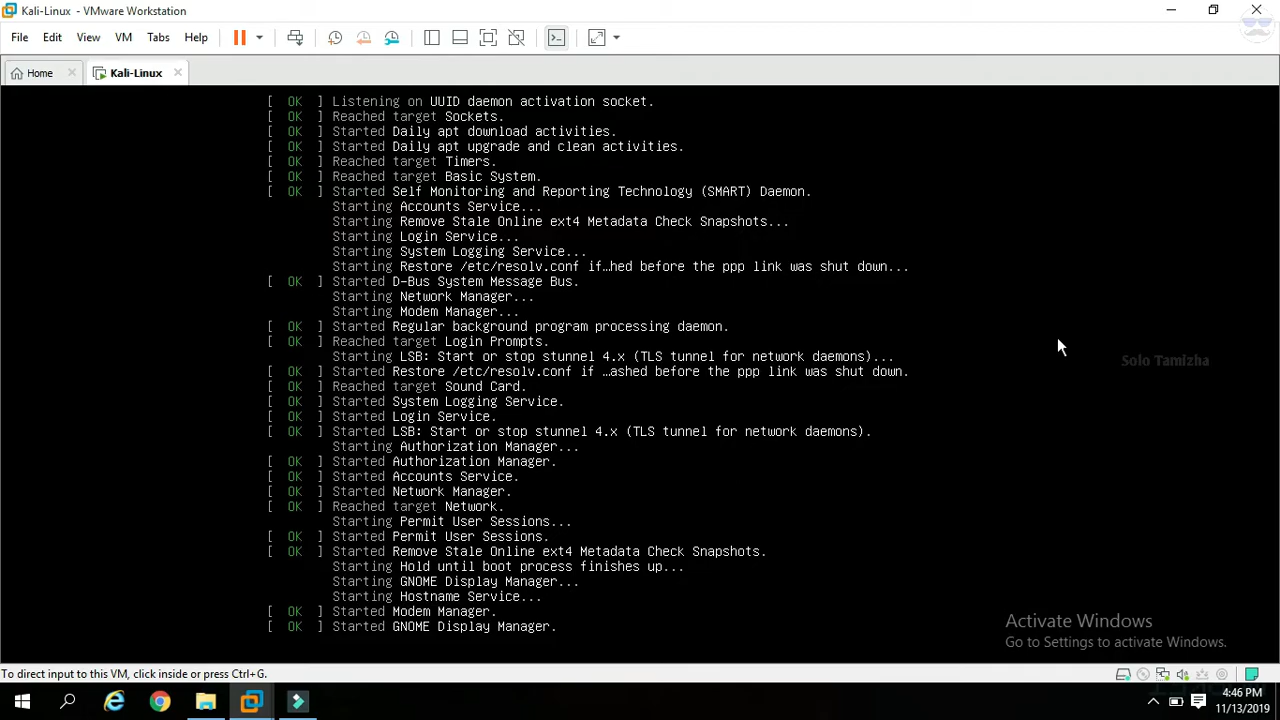 Kali-Linux - VMware Workstation
File Edit View VM Tabs Help
Home Kali-Linux
[ OK ] Listening on UUID daemon activation socket.
[ OK ] Reached target Sockets.
[ OK ] Started Daily apt download activities.
[ OK ] Started Daily apt upgrade and clean activities.
[ OK ] Reached target Timers.
[ OK ] Reached target Basic System.
[ OK ] Started Self Monitoring and Reporting Technology (SMART) Daemon.
Starting Accounts Service...
Starting Remove Stale Online ext4 Metadata Check Snapshots...
Starting Login Service...
Starting System Logging Service...
Starting Restore /etc/resolv.conf if…hed before the ppp link was shut down...
[ OK ] Started D-Bus System Message Bus.
Starting Network Manager...
Starting Modem Manager...
[ OK ] Started Regular background program processing daemon.
[ OK ] Reached target Login Prompts.
Starting LSB: Start or stop stunnel 4.x (TLS tunnel for network daemons)...
[ OK ] Started Restore /etc/resolv.conf if …ashed before the ppp link was shut down.
[ OK ] Reached target Sound Card.
[ OK ] Started System Logging Service.
[ OK ] Started Login Service.
[ OK ] Started LSB: Start or stop stunnel 4.x (TLS tunnel for network daemons).
Starting Authorization Manager...
[ OK ] Started Authorization Manager.
[ OK ] Started Accounts Service.
[ OK ] Started Network Manager.
[ OK ] Reached target Network.
Starting Permit User Sessions...
[ OK ] Started Permit User Sessions.
[ OK ] Started Remove Stale Online ext4 Metadata Check Snapshots.
Starting Hold until boot process finishes up...
Starting GNOME Display Manager...
Starting Hostname Service...
[ OK ] Started Modem Manager.
[ OK ] Started GNOME Display Manager.
Solo Tamizha
Activate Windows
Go to Settings to activate Windows.
To direct input to this VM, click inside or press Ctrl+G.
4:46 PM
11/13/2019